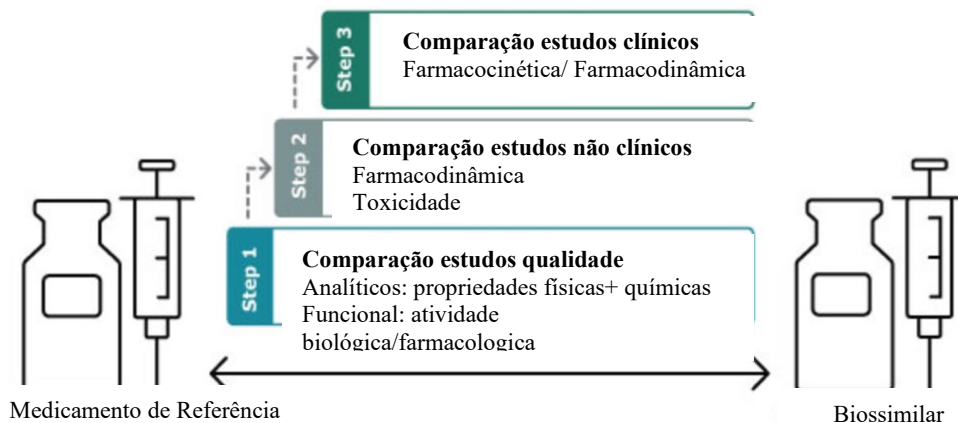 Step 3
Comparação estudos clínicos
Farmacocinética/ Farmacodinâmica
Step 2
Comparação estudos não clínicos
Farmacodinâmica
Toxicidade
Step 1
Comparação estudos qualidade
Analíticos: propriedades físicas+ químicas
Funcional: atividade
biológica/farmacologica
Medicamento de Referência
Biossimilar